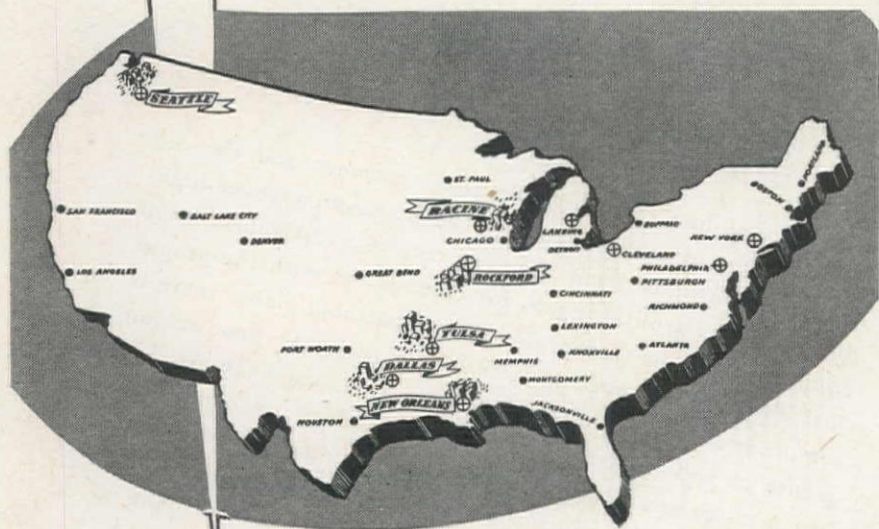 SEATTLE
ST. PAUL
PORTLAND
BOSTON
SAN FRANCISCO
SALT LAKE CITY
RACINE
LANSING
BUFFALO
DENVER
CHICAGO
DETROIT
NEW YORK
CLEVELAND
LOS ANGELES
GREAT BEND
ROCKFORD
PHILADELPHIA
PITTSBURGH
CINCINNATI
RICHMOND
TULSA
LEXINGTON
FORT WORTH
MEMPHIS
KNOXVILLE
ATLANTA
DALLAS
MONTGOMERY
NEW ORLEANS
HOUSTON
JACKSONVILLE